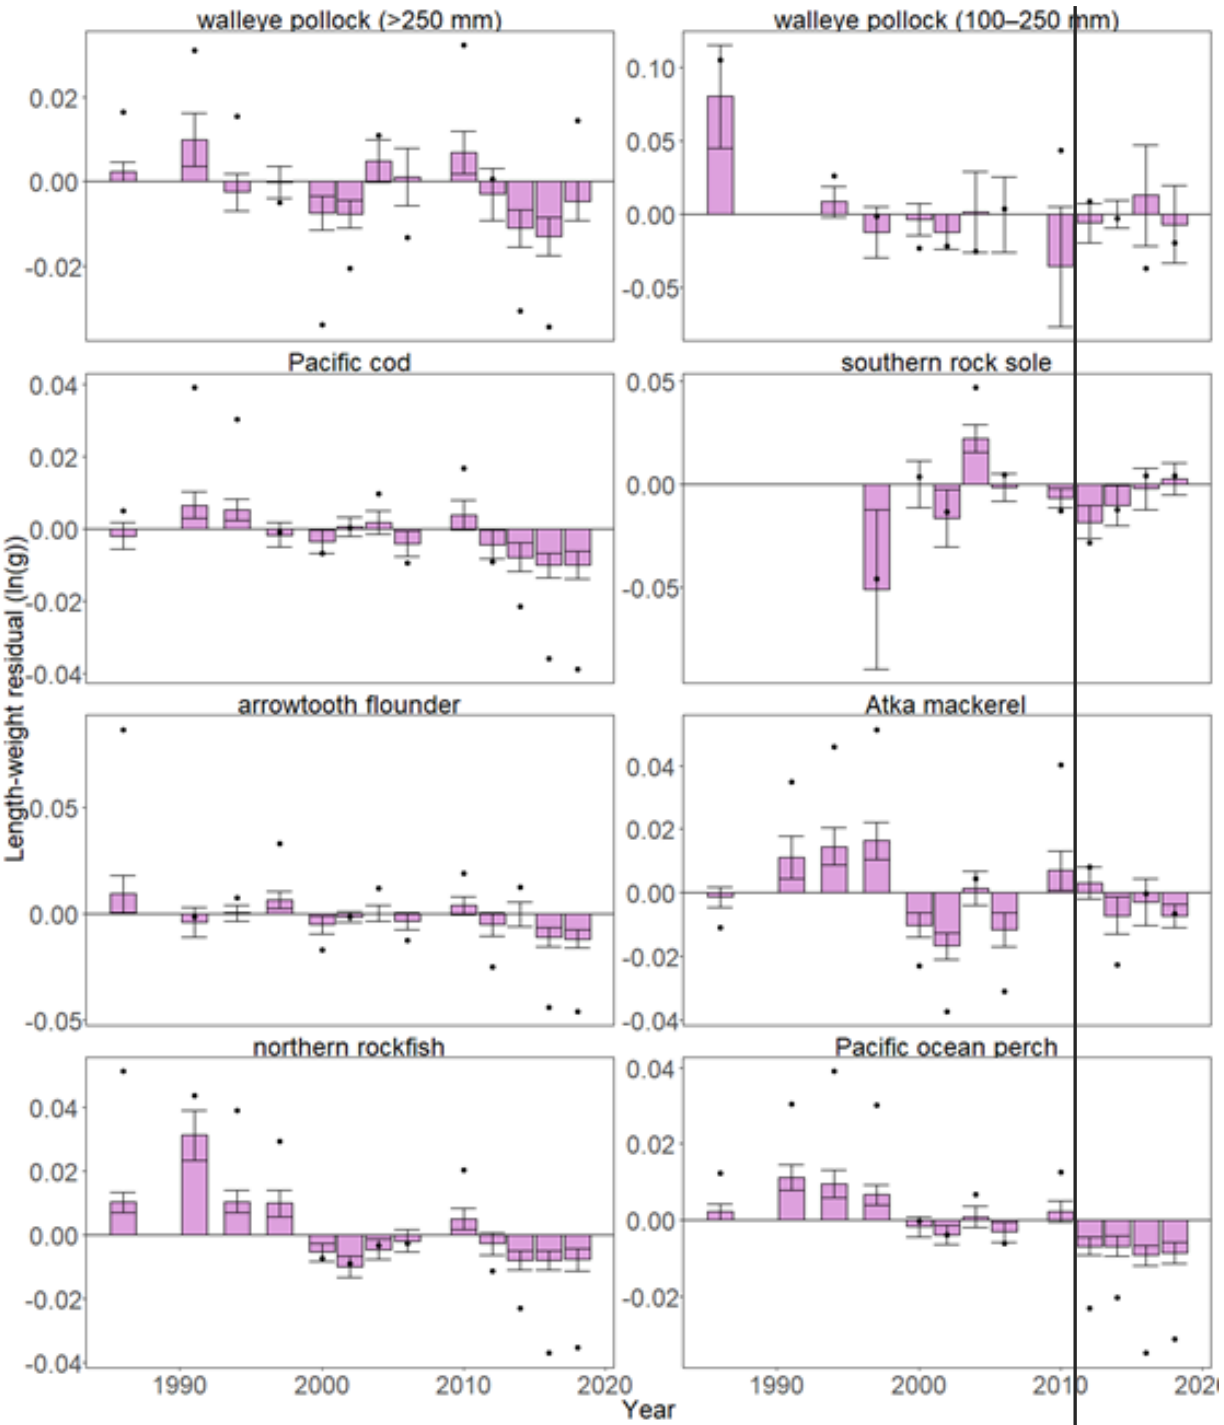 walleye pollock (>250 mm)
walleye pollock (100–250 mm)
0.02
0.00
-0.02
0.10
0.05
0.00
-0.05
Pacific cod
southern rock sole
0.04
0.02
0.00
-0.02
-0.04
0.05
0.00
-0.05
Length-weight residual (ln(g))
arrowtooth flounder
Atka mackerel
0.05
0.00
-0.05
0.04
0.02
0.00
-0.02
-0.04
northern rockfish
Pacific ocean perch
0.04
0.02
0.00
-0.02
-0.04
0.04
0.02
0.00
-0.02
1990 2000 2010 2020
1990 2000 2010 202
Year